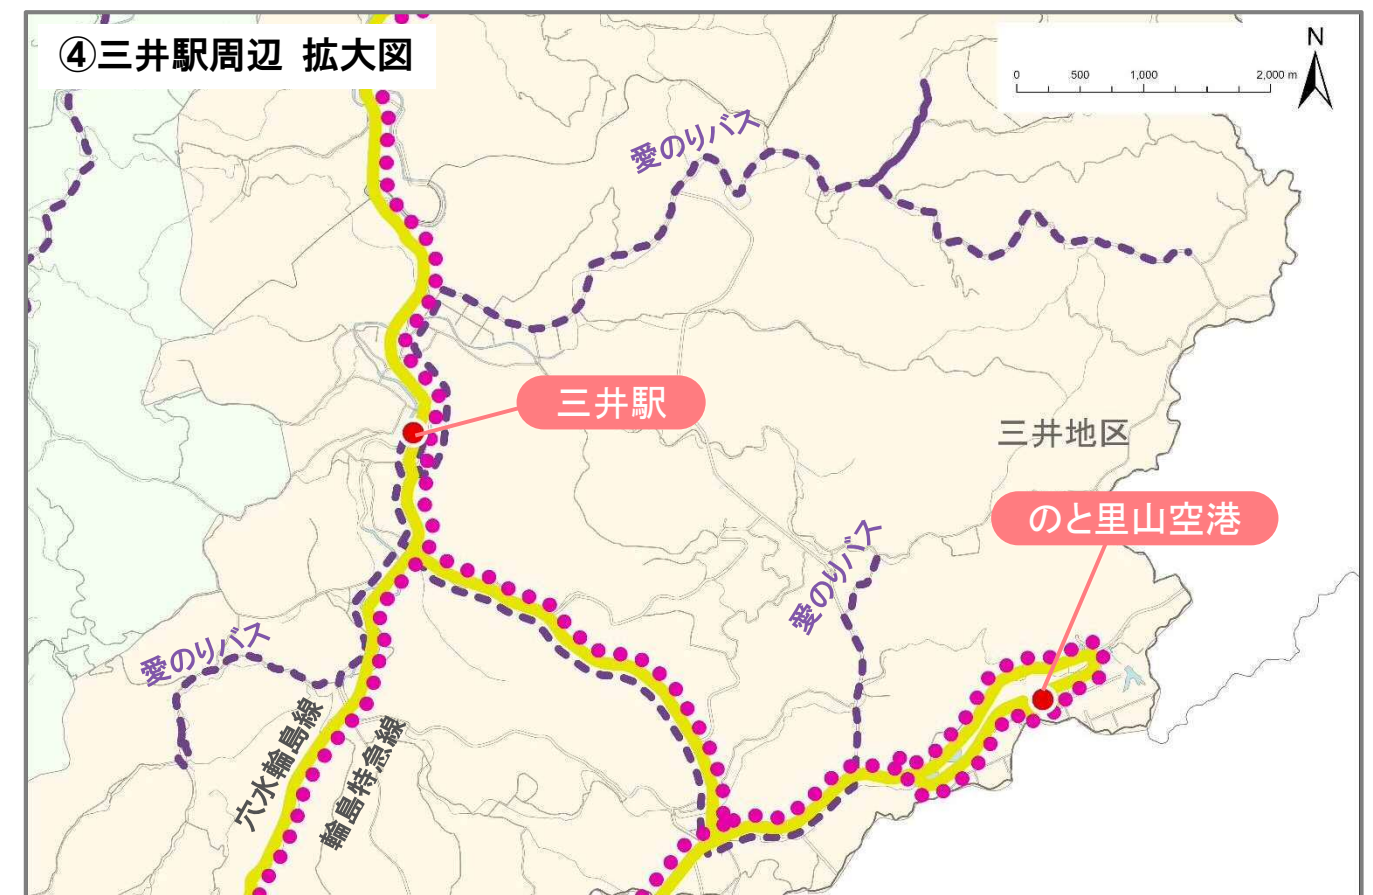 ④三井駅周辺 拡大図
N
0 500 1,000 2,000 m
愛のりバス
三井駅
三井地区
のと里山空港
愛のりバス
愛のりバス
穴水輪島線
輪島特急線